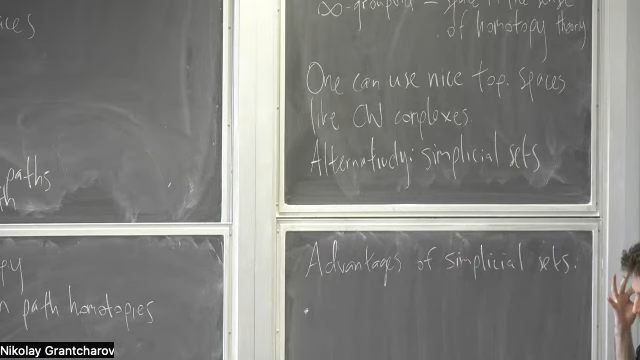 ices
paths
th
py
n path homotopies
∞-groupoid = space in the sense
of homotopy theory
One can use nice top. spaces
like CW complexes.
Alternatively: simplicial sets
Advantages of simplicial sets:
Nikolay Grantcharov